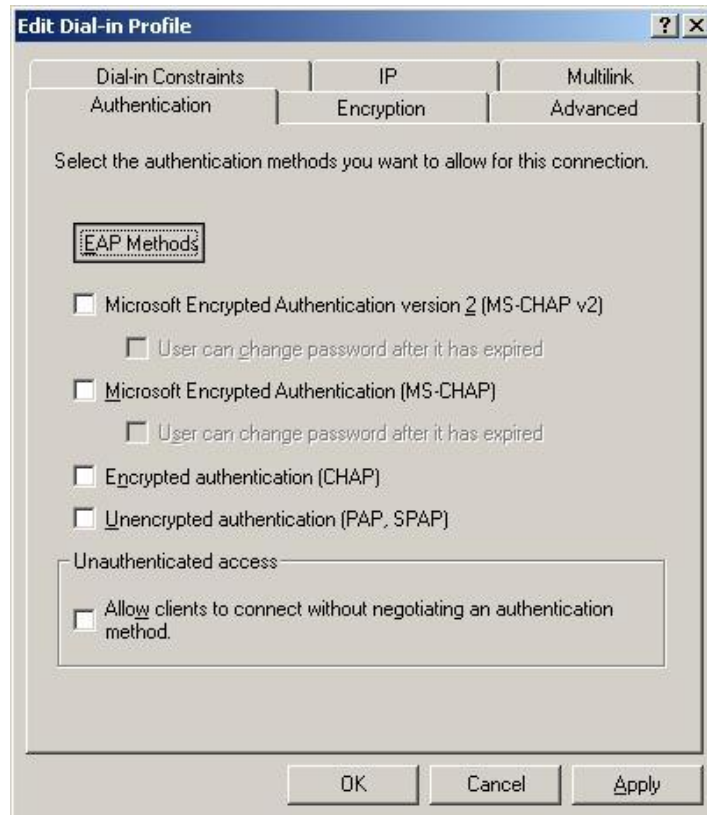 Edit Dial-in Profile
Dial-in Constraints IP Multilink
Authentication Encryption Advanced
Select the authentication methods you want to allow for this connection.
EAP Methods
Microsoft Encrypted Authentication version 2 (MS-CHAP v2)
User can change password after it has expired
Microsoft Encrypted Authentication (MS-CHAP)
User can change password after it has expired
Encrypted authentication (CHAP)
Unencrypted authentication (PAP, SPAP)
Unauthenticated access
Allow clients to connect without negotiating an authentication
method.
OK Cancel Apply